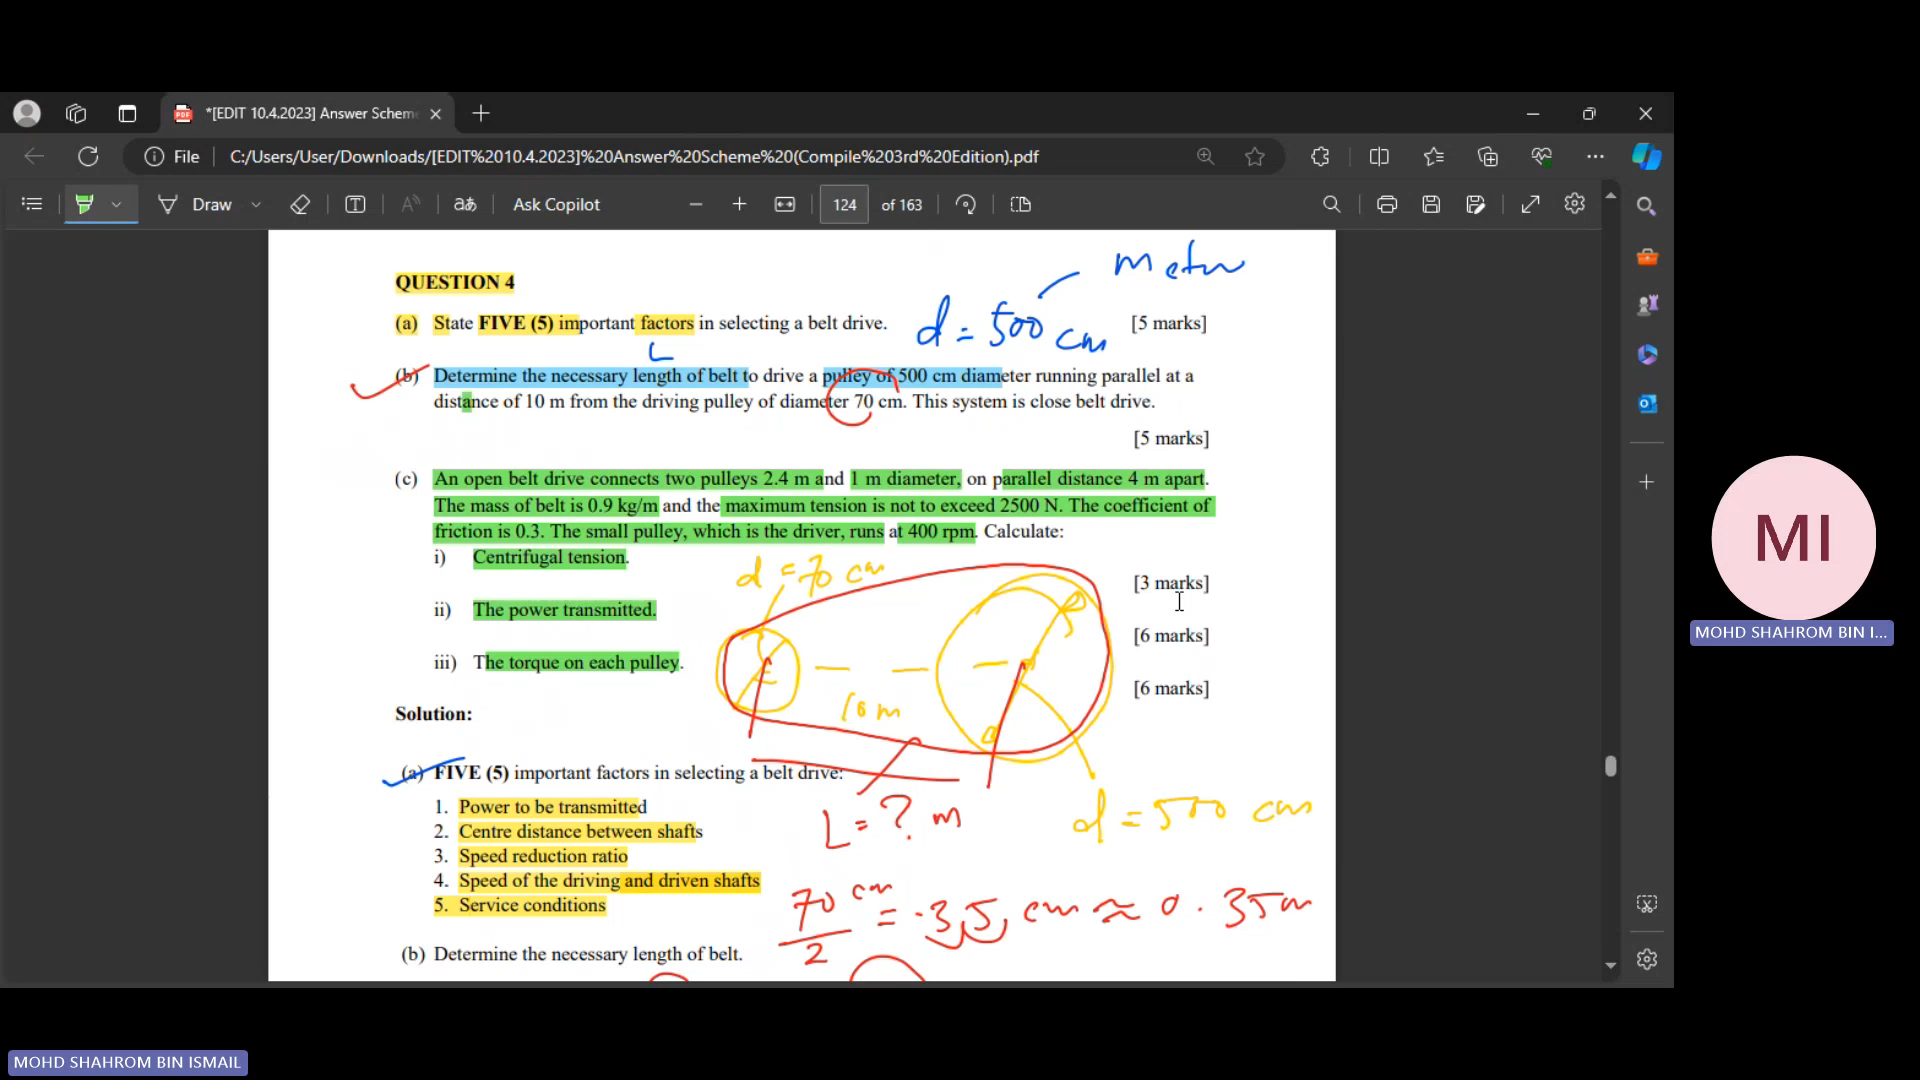 *[EDIT 10.4.2023] Answer Schem
File
C:/Users/User/Downloads/[EDIT%2010.4.2023]%20Answer%20Scheme%20(Compile%203rd%20Edition).pdf
Draw
Ask Copilot
124
of 163
QUESTION 4
(a) State FIVE (5) important factors in selecting a belt drive.
[5 marks]
d = 500 cm
L
(b) Determine the necessary length of belt to drive a pulley of 500 cm diameter running parallel at a
distance of 10 m from the driving pulley of diameter 70 cm. This system is close belt drive.
[5 marks]
(c) An open belt drive connects two pulleys 2.4 m and 1 m diameter, on parallel distance 4 m apart.
The mass of belt is 0.9 kg/m and the maximum tension is not to exceed 2500 N. The coefficient of
friction is 0.3. The small pulley, which is the driver, runs at 400 rpm. Calculate:
i) Centrifugal tension.
[3 marks]
ii) The power transmitted.
[6 marks]
iii) The torque on each pulley.
[6 marks]
d = 70 cm
10 m
Solution:
(a) FIVE (5) important factors in selecting a belt drive:
1. Power to be transmitted
2. Centre distance between shafts
3. Speed reduction ratio
4. Speed of the driving and driven shafts
5. Service conditions
L = ? m
d = 500 cm
70 cm
2
= 35, cm ≈ 0.35m
(b) Determine the necessary length of belt.
MI
MOHD SHAHROM BIN I...
MOHD SHAHROM BIN ISMAIL